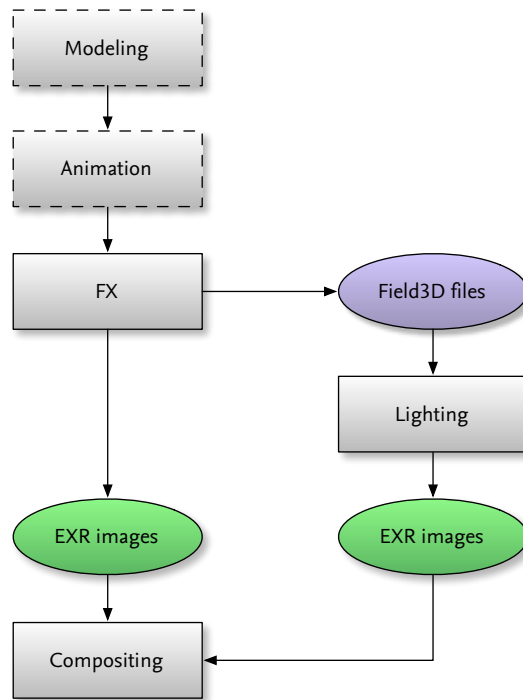 Modeling
Animation
FX
Field3D files
Lighting
EXR images
EXR images
Compositing